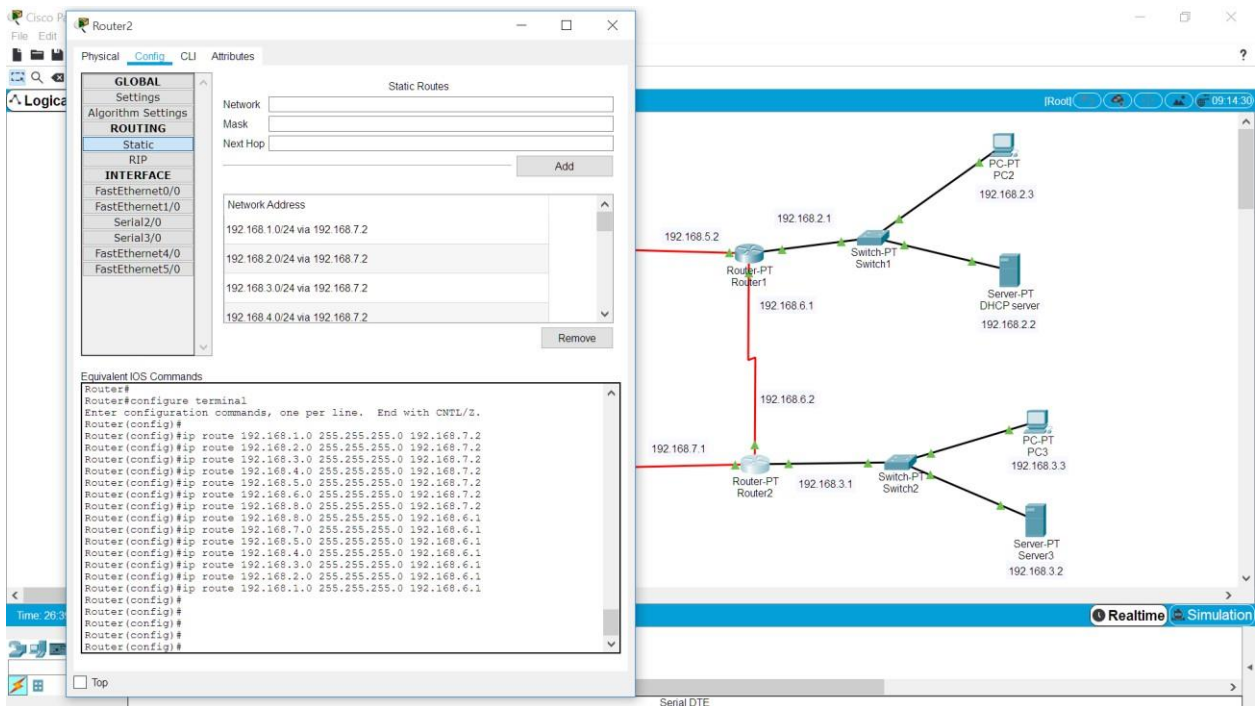 Cisco P
Router2
File Edit
Physical Config CLI Attributes
?
GLOBAL
Settings
Algorithm Settings
ROUTING
Static
RIP
INTERFACE
FastEthernet0/0
FastEthernet1/0
Serial2/0
Serial3/0
FastEthernet4/0
FastEthernet5/0
Static Routes
Network
Mask
Next Hop
Add
Network Address
192.168.1.0/24 via 192.168.7.2
192.168.2.0/24 via 192.168.7.2
192.168.3.0/24 via 192.168.7.2
192.168.4.0/24 via 192.168.7.2
Remove
Equivalent IOS Commands
Router#
Router#configure terminal
Enter configuration commands, one per line. End with CNTL/Z.
Router(config)#
Router(config)#ip route 192.168.1.0 255.255.255.0 192.168.7.2
Router(config)#ip route 192.168.2.0 255.255.255.0 192.168.7.2
Router(config)#ip route 192.168.3.0 255.255.255.0 192.168.7.2
Router(config)#ip route 192.168.4.0 255.255.255.0 192.168.7.2
Router(config)#ip route 192.168.5.0 255.255.255.0 192.168.7.2
Router(config)#ip route 192.168.6.0 255.255.255.0 192.168.7.2
Router(config)#ip route 192.168.8.0 255.255.255.0 192.168.7.2
Router(config)#ip route 192.168.8.0 255.255.255.0 192.168.6.1
Router(config)#ip route 192.168.7.0 255.255.255.0 192.168.6.1
Router(config)#ip route 192.168.5.0 255.255.255.0 192.168.6.1
Router(config)#ip route 192.168.4.0 255.255.255.0 192.168.6.1
Router(config)#ip route 192.168.3.0 255.255.255.0 192.168.6.1
Router(config)#ip route 192.168.2.0 255.255.255.0 192.168.6.1
Router(config)#ip route 192.168.1.0 255.255.255.0 192.168.6.1
Router(config)#
Router(config)#
Router(config)#
Router(config)#
Router(config)#
Top
Logica
[Root]
09:14:30
PC-PT
PC2
192.168.2.3
192.168.2.1
192.168.5.2
Switch-PT
Switch1
Router-PT
Router1
Server-PT
DHCP server
192.168.6.1
192.168.2.2
192.168.6.2
PC-PT
PC3
192.168.3.3
192.168.7.1
Router-PT
Router2
192.168.3.1
Switch-PT
Switch2
Server-PT
Server3
192.168.3.2
Time: 26:3
Realtime
Simulation
Serial DTE